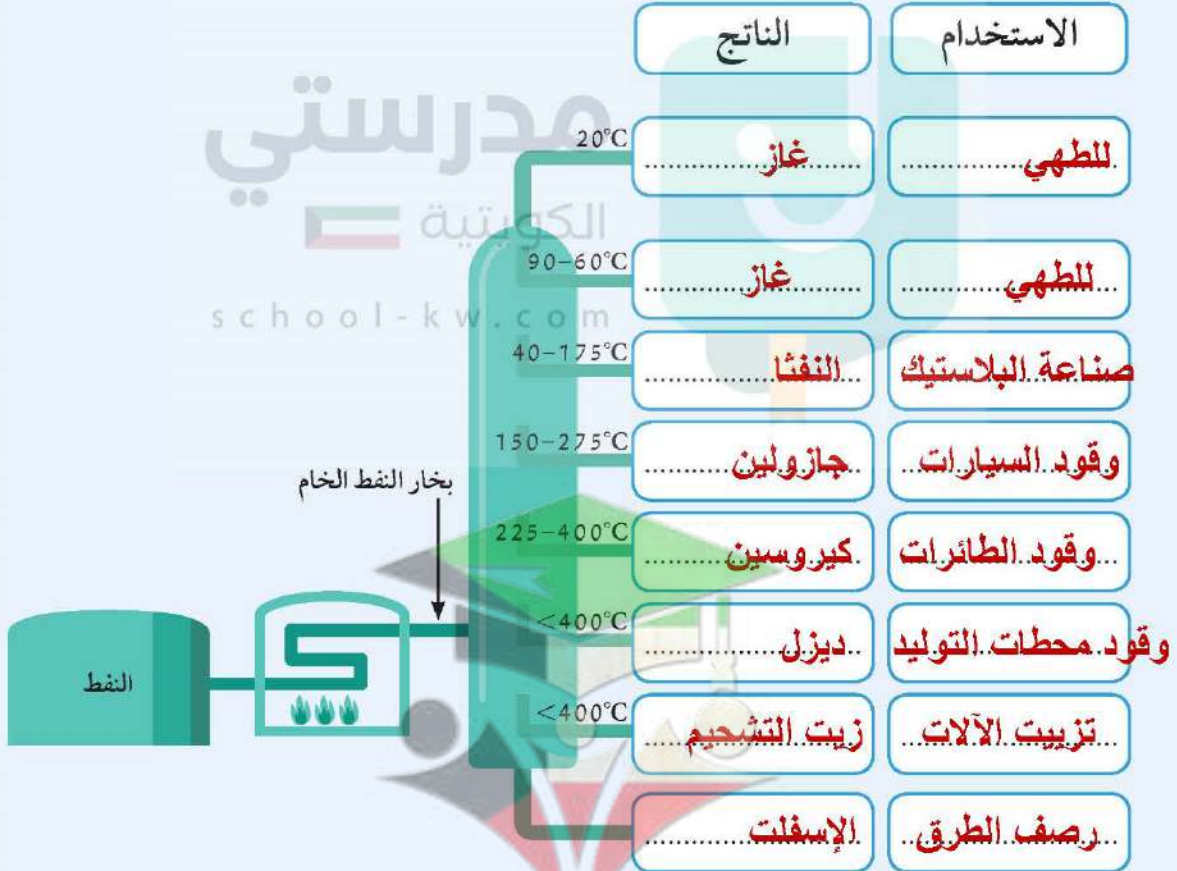 الاستخدام الناتج
مدرستي
الكويتية
school-kw.com
20°C غاز للطهي
90-60°C غاز للطهي
40-175°C النفثا صناعة البلاستيك
150-275°C جازولين وقود السيارات
بخار النفط الخام
225-400°C كيروسين وقود الطائرات
<400°C ديزل وقود محطات التوليد
النفط
<400°C زيت التشحيم تزييت الآلات
الإسفلت رصف الطرق